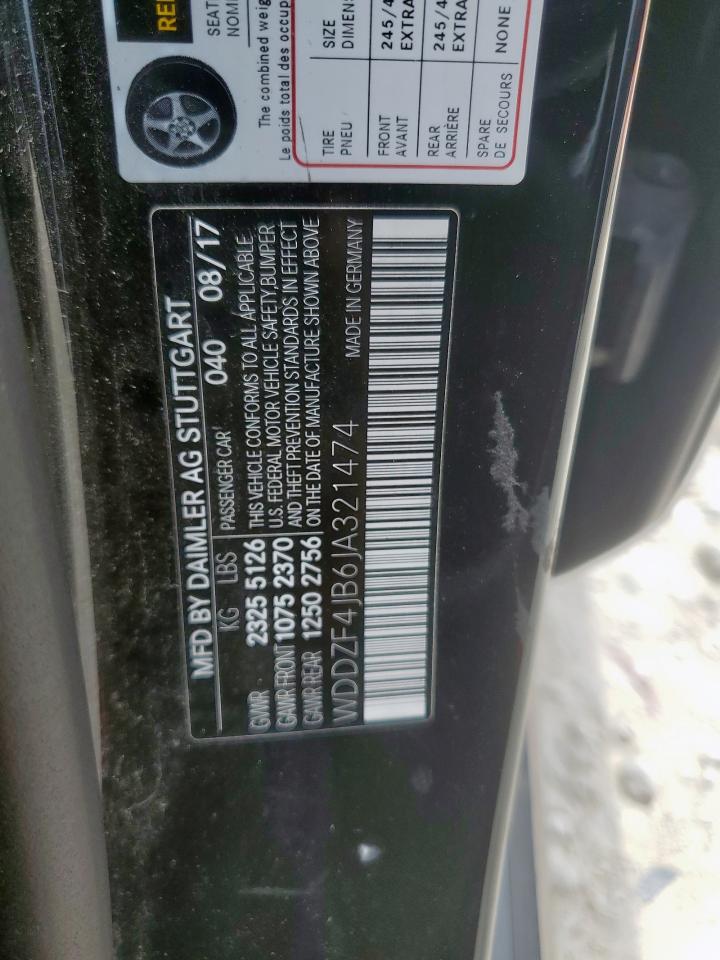 MFD BY DAIMLER AG STUTTGART
KG LBS PASSENGER CAR 040 08/17
GVWR 2325 5126 THIS VEHICLE CONFORMS TO ALL APPLICABLE
GAWR FRONT 1075 2370 U.S. FEDERAL MOTOR VEHICLE SAFETY, BUMPER
GAWR REAR 1250 2756 AND THEFT PREVENTION STANDARDS IN EFFECT
ON THE DATE OF MANUFACTURE SHOWN ABOVE
WDDZF4JB6JA321474 MADE IN GERMANY
SEAT
NOMI
The combined weig
Le poids total des occup
TIRE SIZE
PNEU DIMENS
FRONT 245/4
AVANT EXTRA
REAR 245/4
ARRIÈRE EXTRA
SPARE NONE
DE SECOURS